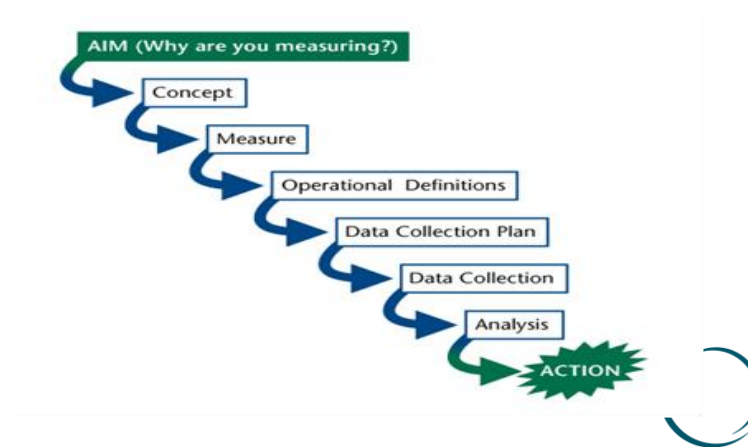 AIM (Why are you measuring?)
Concept
Measure
Operational Definitions
Data Collection Plan
Data Collection
Analysis
ACTION